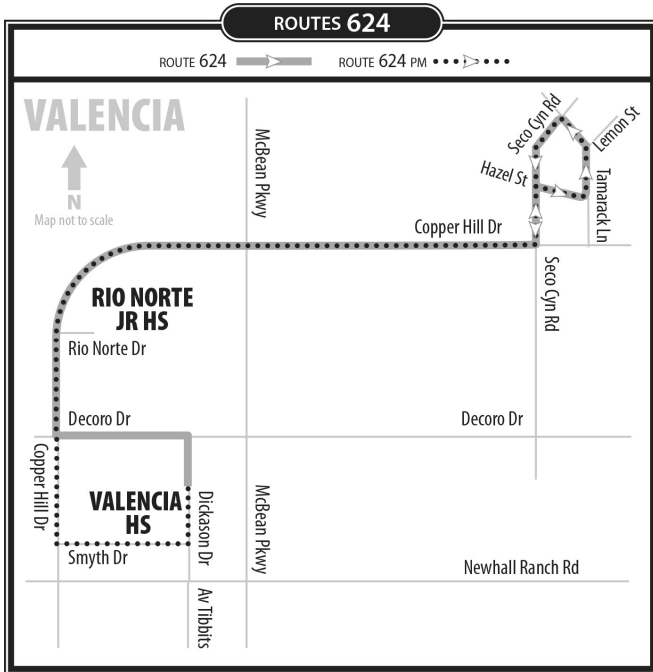 ROUTES 624
ROUTE 624
ROUTE 624 PM
VALENCIA
N
Map not to scale
McBean Pkwy
Seco Cyn Rd
Lemon St
Hazel St
Tamarack Ln
Copper Hill Dr
Seco Cyn Rd
RIO NORTE
JR HS
Rio Norte Dr
Decoro Dr
Decoro Dr
Copper Hill Dr
VALENCIA
HS
Dickason Dr
McBean Pkwy
Smyth Dr
Newhall Ranch Rd
Av Tibbits